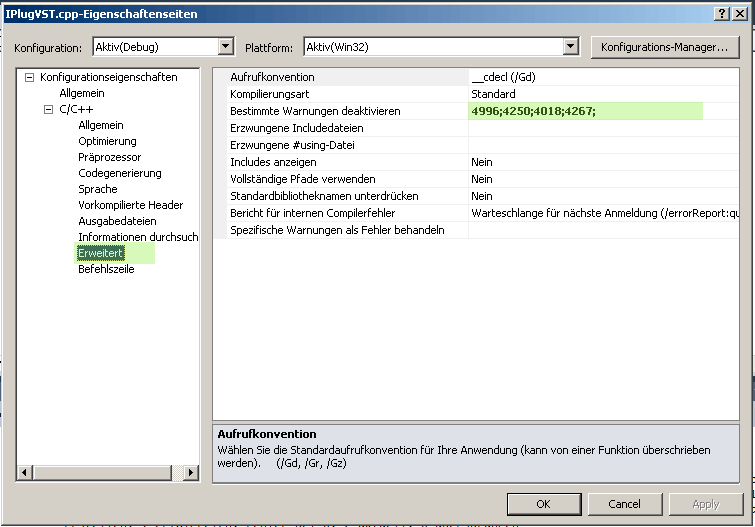 IPlugVST.cpp-Eigenschaftenseiten
Konfiguration: Aktiv(Debug) Plattform: Aktiv(Win32) Konfigurations-Manager...
Konfigurationseigenschaften
Allgemein
C/C++
Allgemein
Optimierung
Präprozessor
Codegenerierung
Sprache
Vorkompilierte Header
Ausgabedateien
Informationen durchsuch
Erweitert
Befehlszeile
Aufrufkonvention __cdecl (/Gd)
Kompilierungsart Standard
Bestimmte Warnungen deaktivieren 4996;4250;4018;4267;
Erzwungene Includedateien
Erzwungene #using-Datei
Includes anzeigen Nein
Vollständige Pfade verwenden Nein
Standardbibliotheknamen unterdrücken Nein
Bericht für internen Compilerfehler Warteschlange für nächste Anmeldung (/errorReport:qu
Spezifische Warnungen als Fehler behandeln
Aufrufkonvention
Wählen Sie die Standardaufrufkonvention für Ihre Anwendung (kann von einer Funktion überschrieben
werden). (/Gd, /Gr, /Gz)
OK Cancel Apply